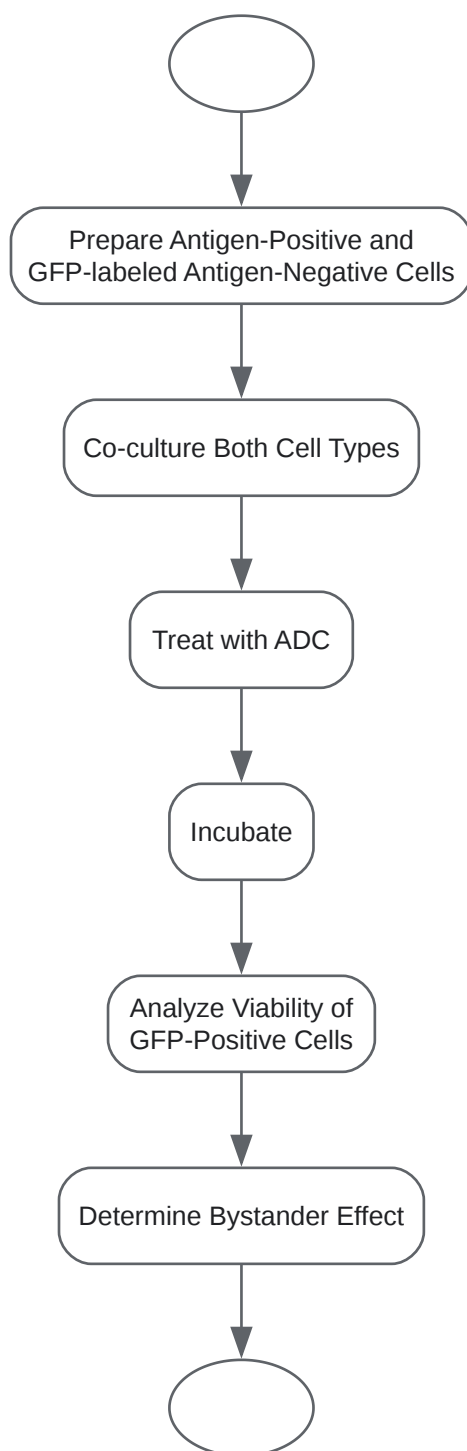 Prepare Antigen-Positive and
GFP-labeled Antigen-Negative Cells
Co-culture Both Cell Types
Treat with ADC
Incubate
Analyze Viability of
GFP-Positive Cells
Determine Bystander Effect